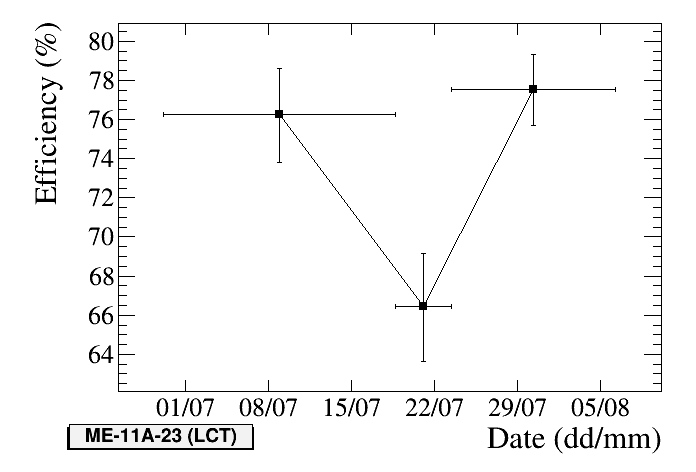 Efficiency (%)
80
78
76
74
72
70
68
66
64
01/07 08/07 15/07 22/07 29/07 05/08
ME-11A-23 (LCT)
Date (dd/mm)